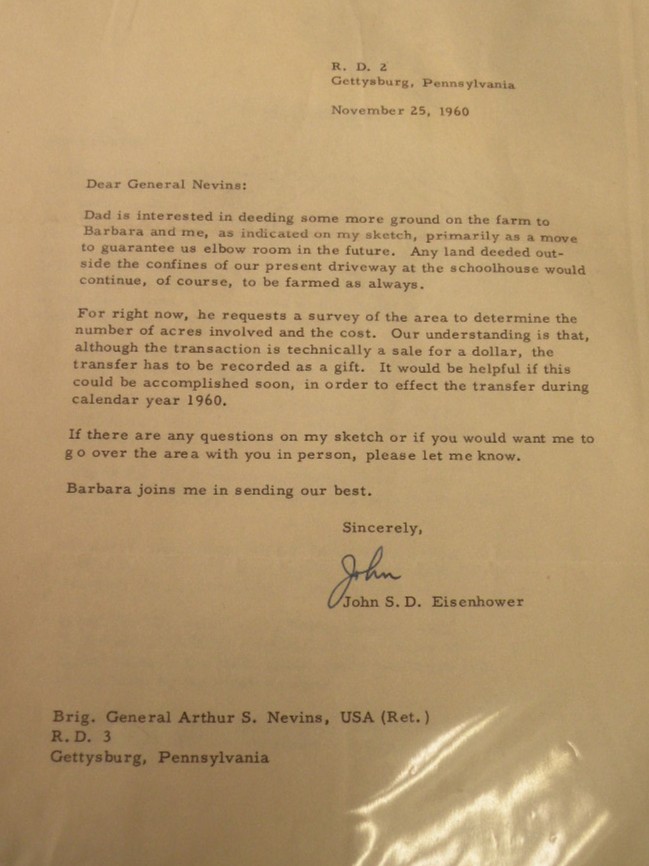 R. D. 2
Gettysburg, Pennsylvania
November 25, 1960
Dear General Nevins:
Dad is interested in deeding some more ground on the farm to
Barbara and me, as indicated on my sketch, primarily as a move
to guarantee us elbow room in the future. Any land deeded out-
side the confines of our present driveway at the schoolhouse would
continue, of course, to be farmed as always.
For right now, he requests a survey of the area to determine the
number of acres involved and the cost. Our understanding is that,
although the transaction is technically a sale for a dollar, the
transfer has to be recorded as a gift. It would be helpful if this
could be accomplished soon, in order to effect the transfer during
calendar year 1960.
If there are any questions on my sketch or if you would want me to
go over the area with you in person, please let me know.
Barbara joins me in sending our best.
Sincerely,
John
John S. D. Eisenhower
Brig. General Arthur S. Nevins, USA (Ret.)
R. D. 3
Gettysburg, Pennsylvania